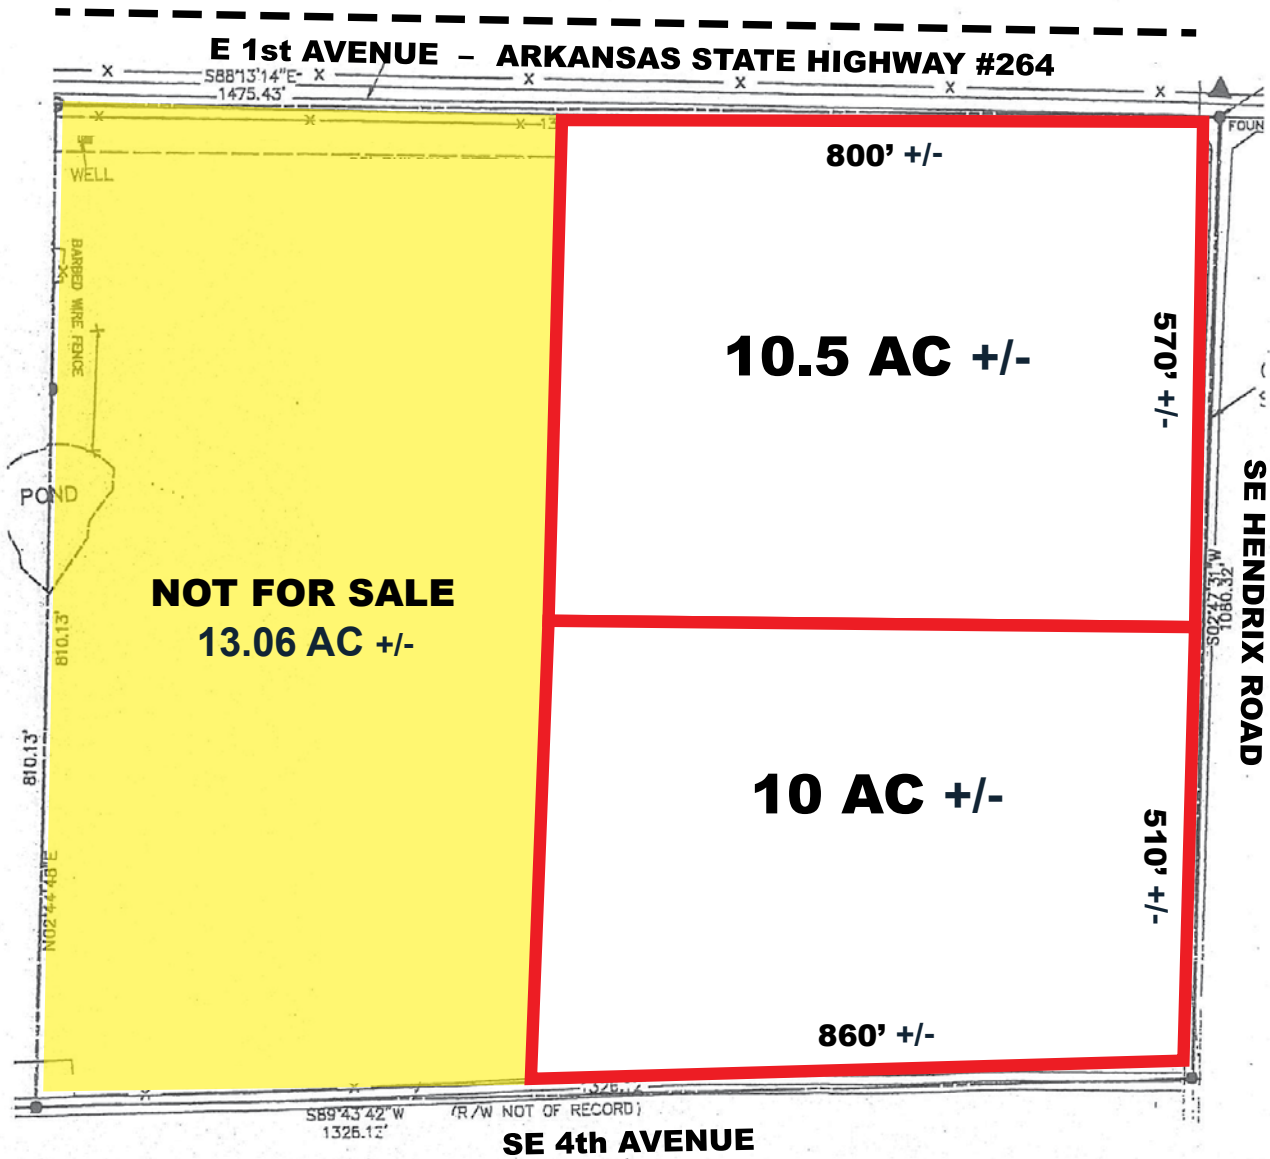 E 1st AVENUE – ARKANSAS STATE HIGHWAY #264
S88°13'14"E
1475.43'
FOUN
800' +/-
WELL
BARBED WIRE FENCE
570' +/-
10.5 AC +/-
POND
SE HENDRIX ROAD
S02°47'31"W
1080.32'
NOT FOR SALE
13.06 AC +/-
810.13'
810.13'
10 AC +/-
510' +/-
N02°44'48"E
860' +/-
S89°43'42"W
(R/W NOT OF RECORD)
1326.12'
SE 4th AVENUE